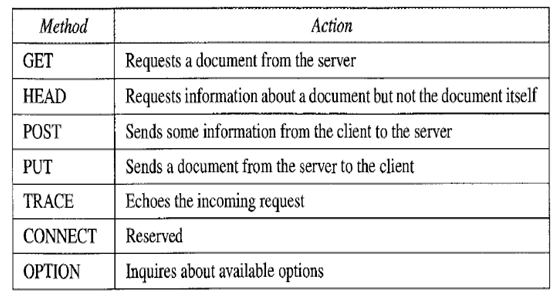 Method Action
GET Requests a document from the server
HEAD Requests information about a document but not the document itself
POST Sends some information from the client to the server
PUT Sends a document from the server to the client
TRACE Echoes the incoming request
CONNECT Reserved
OPTION Inquires about available options